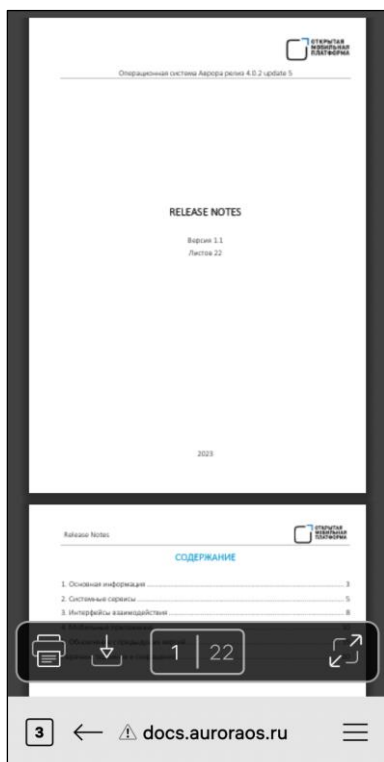 ОТКРЫТАЯ
МОБИЛЬНАЯ
ПЛАТФОРМА
Операционная система Аврора релиз 4.0.2 update 5
RELEASE NOTES
Версия 1.1
Листов 22
2023
Release Notes
ОТКРЫТАЯ
МОБИЛЬНАЯ
ПЛАТФОРМА
СОДЕРЖАНИЕ
1. Основная информация 3
2. Системные сервисы 5
3. Интерфейсы взаимодействия 8
1 22
3 docs.auroraos.ru